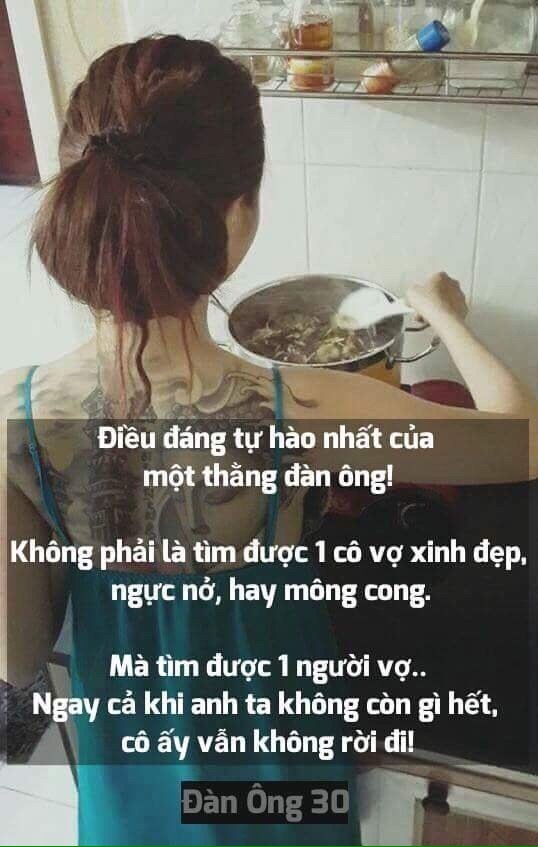 Điều đáng tự hào nhất của
một thằng đàn ông!
Không phải là tìm được 1 cô vợ xinh đẹp,
ngực nở, hay mông cong.
Mà tìm được 1 người vợ..
Ngay cả khi anh ta không còn gì hết,
cô ấy vẫn không rời đi!
Đàn Ông 30